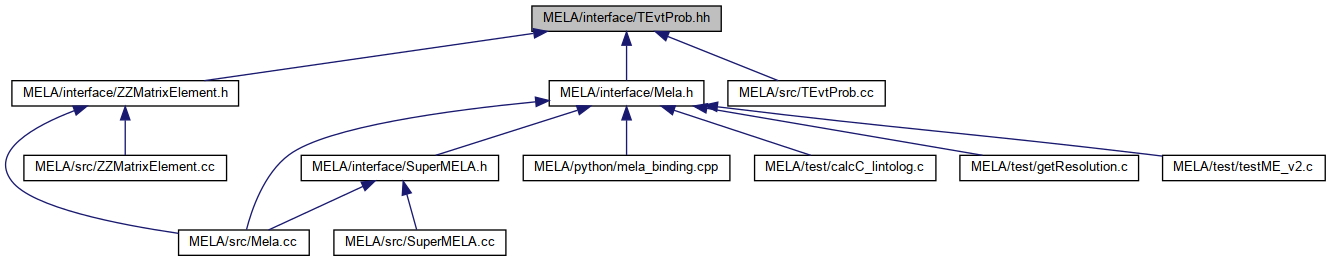 MELA/interface/TEvtProb.hh
MELA/interface/ZZMatrixElement.h
MELA/interface/Mela.h
MELA/src/TEvtProb.cc
MELA/src/ZZMatrixElement.cc
MELA/interface/SuperMELA.h
MELA/python/mela_binding.cpp
MELA/test/calcC_lintolog.c
MELA/test/getResolution.c
MELA/test/testME_v2.c
MELA/src/Mela.cc
MELA/src/SuperMELA.cc